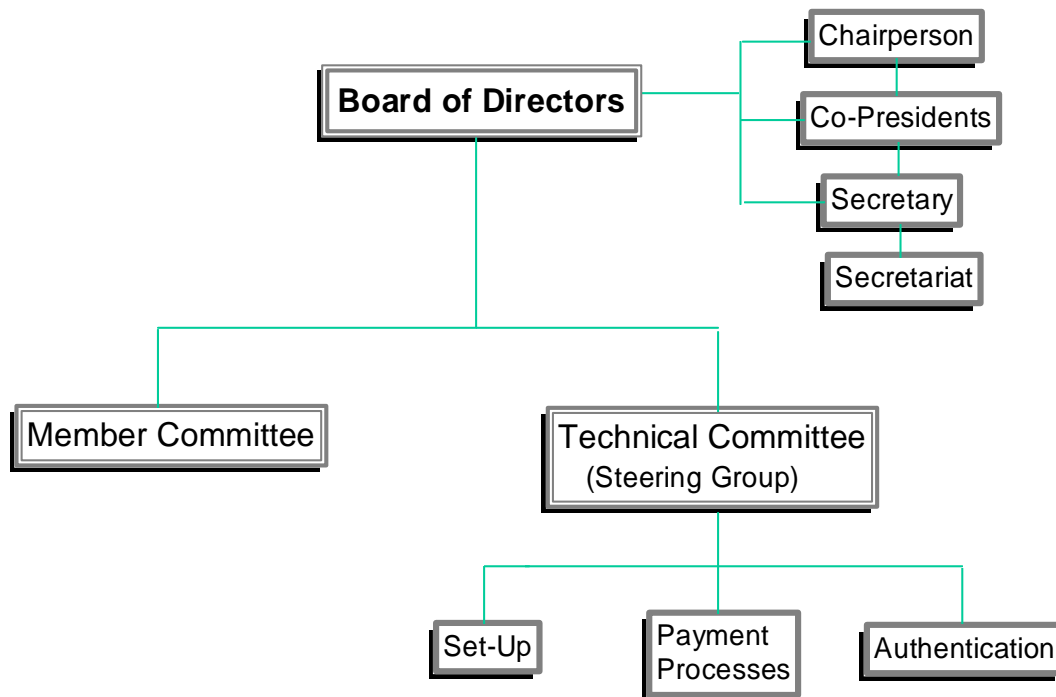 Chairperson
Board of Directors
Co-Presidents
Secretary
Secretariat
Member Committee
Technical Committee
(Steering Group)
Set-Up
Payment
Processes
Authentication